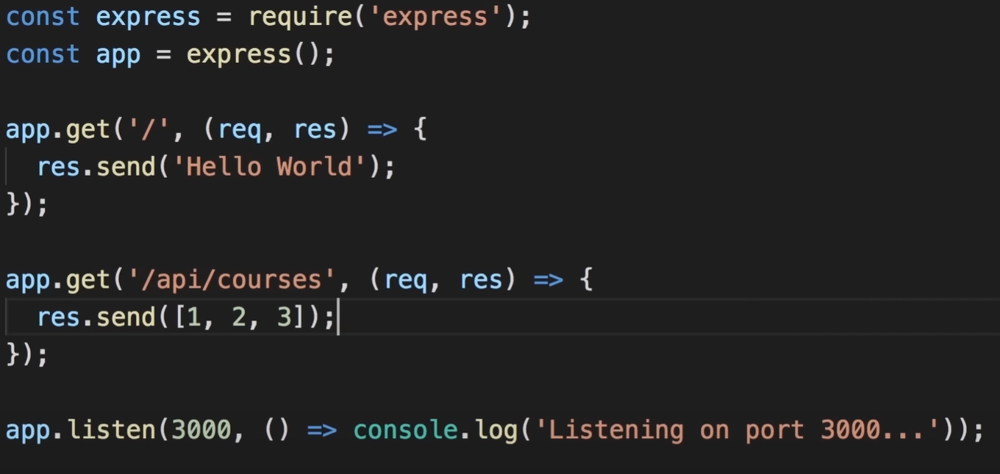 const express = require('express');
const app = express();

app.get('/', (req, res) => {
  res.send('Hello World');
});

app.get('/api/courses', (req, res) => {
  res.send([1, 2, 3]);
});

app.listen(3000, () => console.log('Listening on port 3000...'));